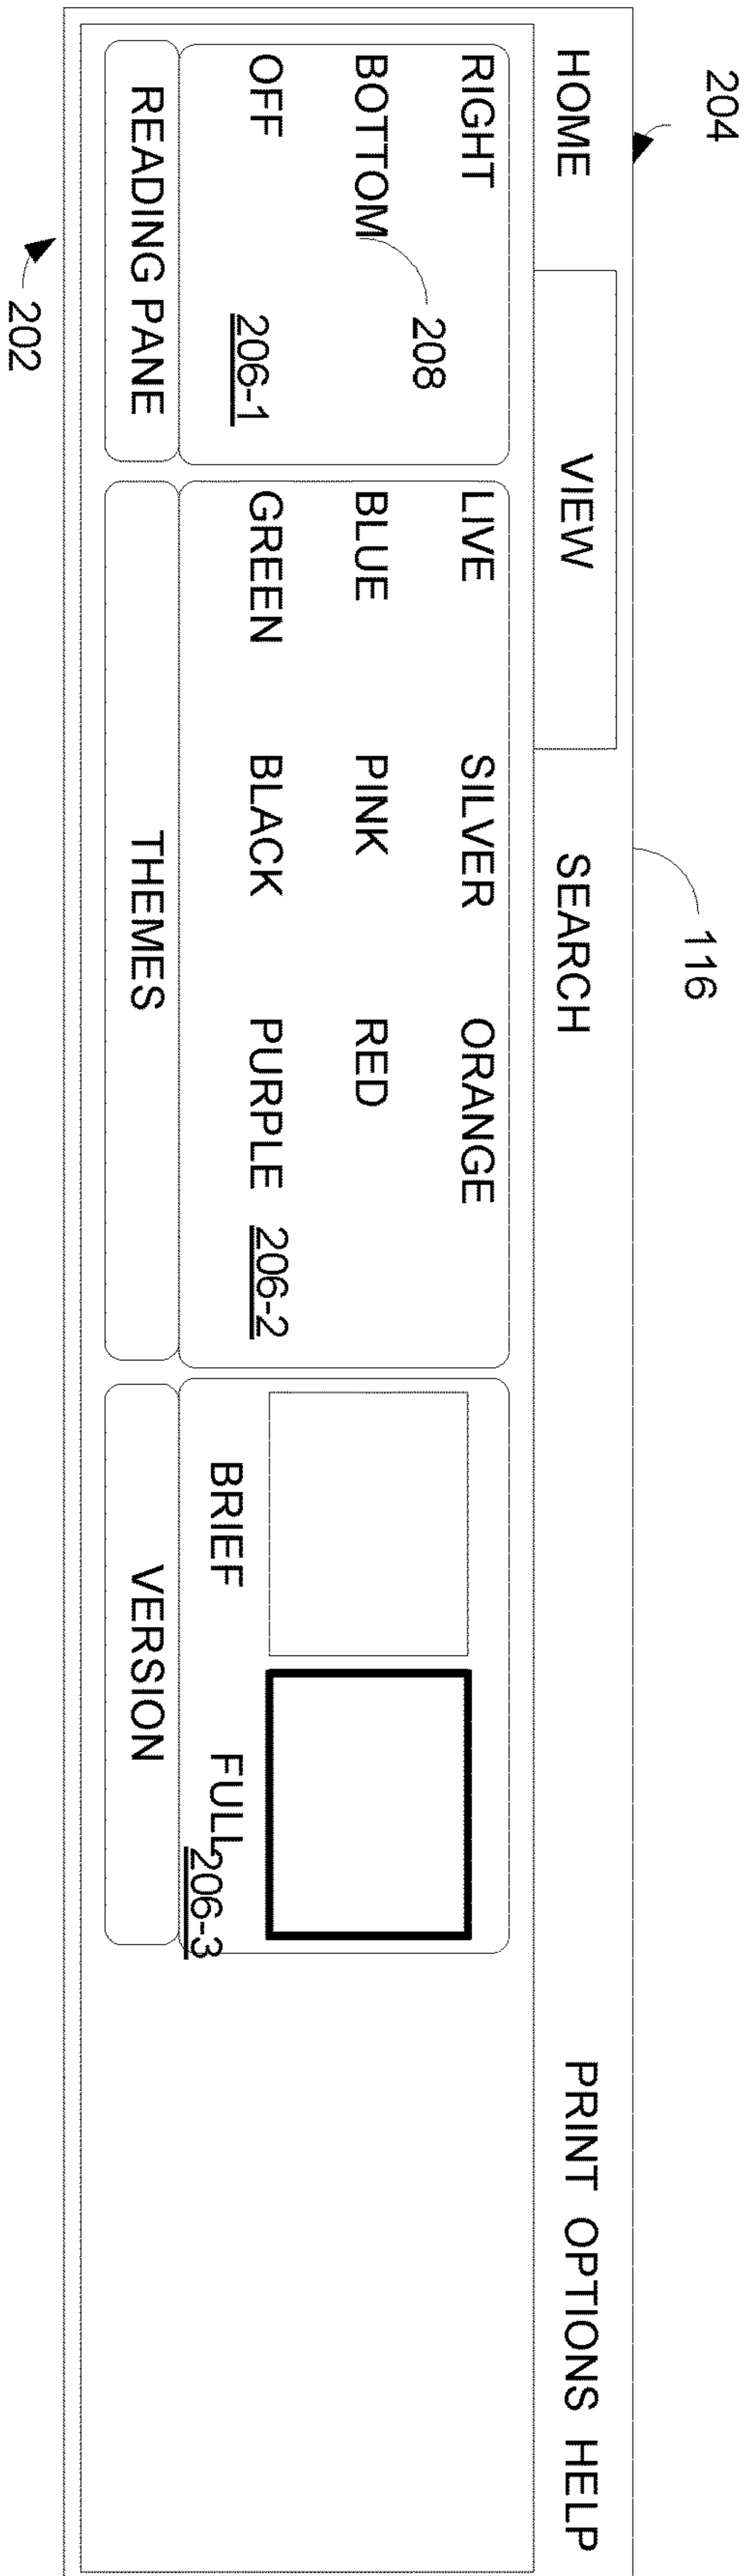 204
116
HOME VIEW SEARCH PRINT OPTIONS HELP
RIGHT
BOTTOM
OFF
208
206-1
READING PANE
LIVE SILVER ORANGE
BLUE PINK RED
GREEN BLACK PURPLE
206-2
THEMES
BRIEF FULL
206-3
VERSION
202